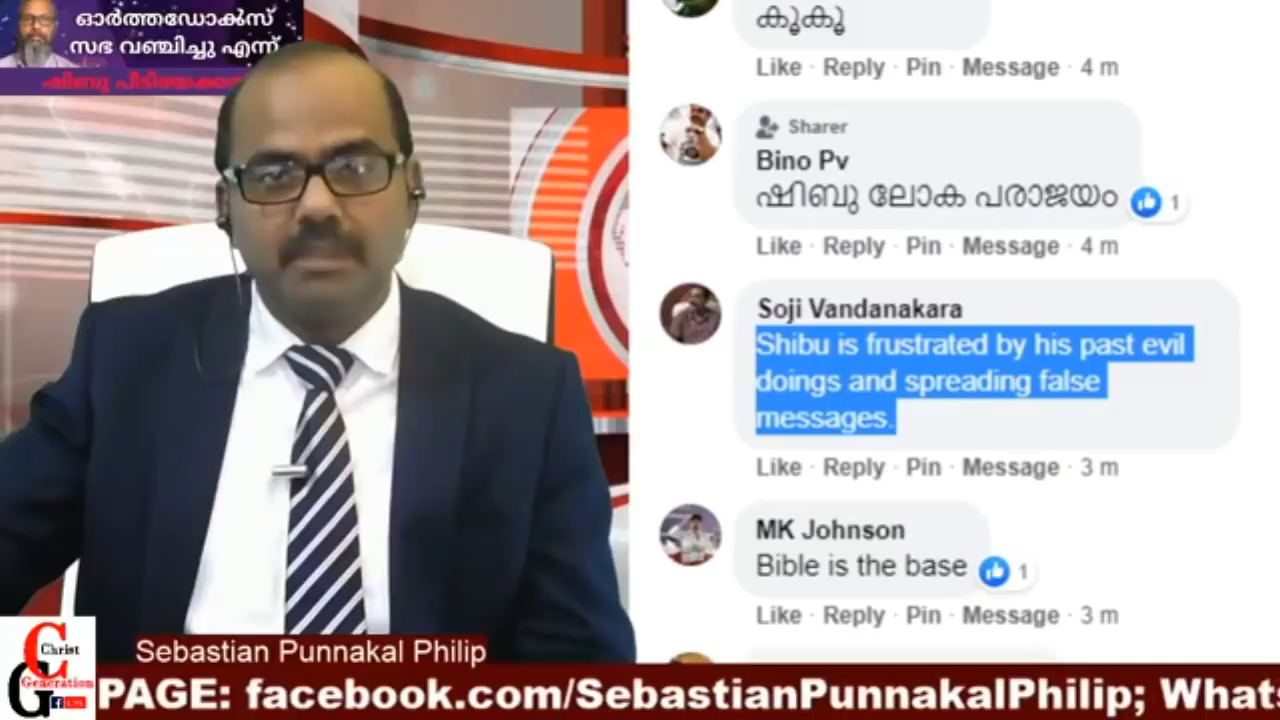 ഓർത്തഡോക്സ്
സഭ വഞ്ചിച്ചു എന്ന്
ഷിബു
കൂകൂ
Like · Reply · Pin · Message · 4 m
Sharer
Bino Pv
ഷിബു ലോക പരാജയം
1
Like · Reply · Pin · Message · 4 m
Soji Vandanakara
Shibu is frustrated by his past evil
doings and spreading false
messages.
Like · Reply · Pin · Message · 3 m
MK Johnson
Bible is the base
1
Like · Reply · Pin · Message · 3 m
Sebastian Punnakal Philip
Christ
Generation
PAGE: facebook.com/SebastianPunnakalPhilip; Whats